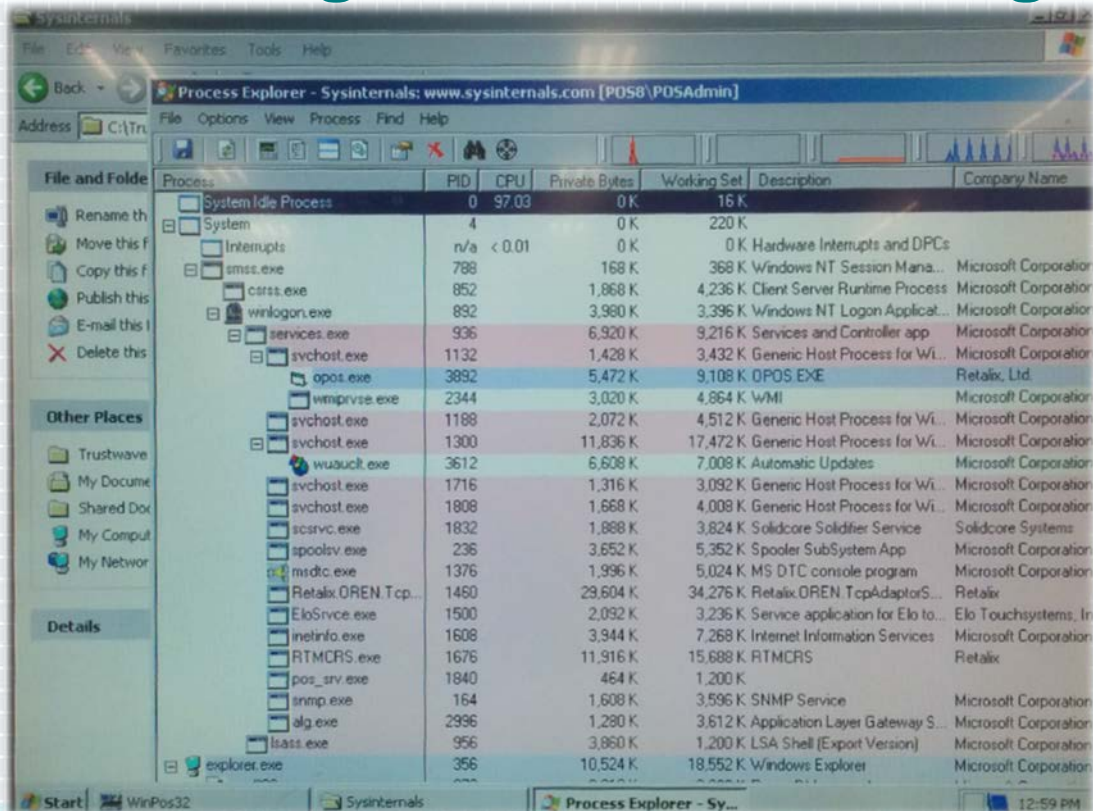 Sysinternals
File Edit View Favorites Tools Help
Back
Process Explorer - Sysinternals: www.sysinternals.com [POS8\POSAdmin]
Address C:\Tru
File Options View Process Find Help
File and Folde
Rename th
Move this f
Copy this f
Publish this
E-mail this
Delete this
Other Places
Trustwave
My Docume
Shared Doc
My Comput
My Networ
Details
Process PID CPU Private Bytes Working Set Description Company Name
System Idle Process 0 97.03 0 K 16 K
System 4 0 K 220 K
Interrupts n/a < 0.01 0 K 0 K Hardware Interrupts and DPCs
smss.exe 788 168 K 368 K Windows NT Session Mana... Microsoft Corporation
csrss.exe 852 1,868 K 4,236 K Client Server Runtime Process Microsoft Corporation
winlogon.exe 892 3,980 K 3,396 K Windows NT Logon Applicat... Microsoft Corporation
services.exe 936 6,920 K 9,216 K Services and Controller app Microsoft Corporation
svchost.exe 1132 1,428 K 3,432 K Generic Host Process for Wi... Microsoft Corporation
opos.exe 3892 5,472 K 9,108 K OPOS.EXE Retalix, Ltd.
wmiprvse.exe 2344 3,020 K 4,864 K WMI Microsoft Corporation
svchost.exe 1188 2,072 K 4,512 K Generic Host Process for Wi... Microsoft Corporation
svchost.exe 1300 11,836 K 17,472 K Generic Host Process for Wi... Microsoft Corporation
wuauclt.exe 3612 6,608 K 7,008 K Automatic Updates Microsoft Corporation
svchost.exe 1716 1,316 K 3,092 K Generic Host Process for Wi... Microsoft Corporation
svchost.exe 1808 1,668 K 4,008 K Generic Host Process for Wi... Microsoft Corporation
scsrvc.exe 1832 1,888 K 3,824 K Solidcore Solidifier Service Solidcore Systems
spoolsv.exe 236 3,652 K 5,352 K Spooler SubSystem App Microsoft Corporation
msdtc.exe 1376 1,996 K 5,024 K MS DTC console program Microsoft Corporation
Retalix.OREN.Tcp... 1460 29,604 K 34,276 K Retalix.OREN.TcpAdaptorS... Retalix
EloSrvce.exe 1500 2,092 K 3,236 K Service application for Elo to... Elo Touchsystems, In
inetinfo.exe 1608 3,944 K 7,268 K Internet Information Services Microsoft Corporation
RTMCRS.exe 1676 11,916 K 15,688 K RTMCRS Retalix
pos_srv.exe 1840 464 K 1,200 K
snmp.exe 164 1,608 K 3,596 K SNMP Service Microsoft Corporation
alg.exe 2996 1,280 K 3,612 K Application Layer Gateway S... Microsoft Corporation
lsass.exe 956 3,860 K 1,200 K LSA Shell (Export Version) Microsoft Corporation
explorer.exe 356 10,524 K 18,552 K Windows Explorer Microsoft Corporation
Start WinPos32 Sysinternals Process Explorer - Sy... 12:59 PM